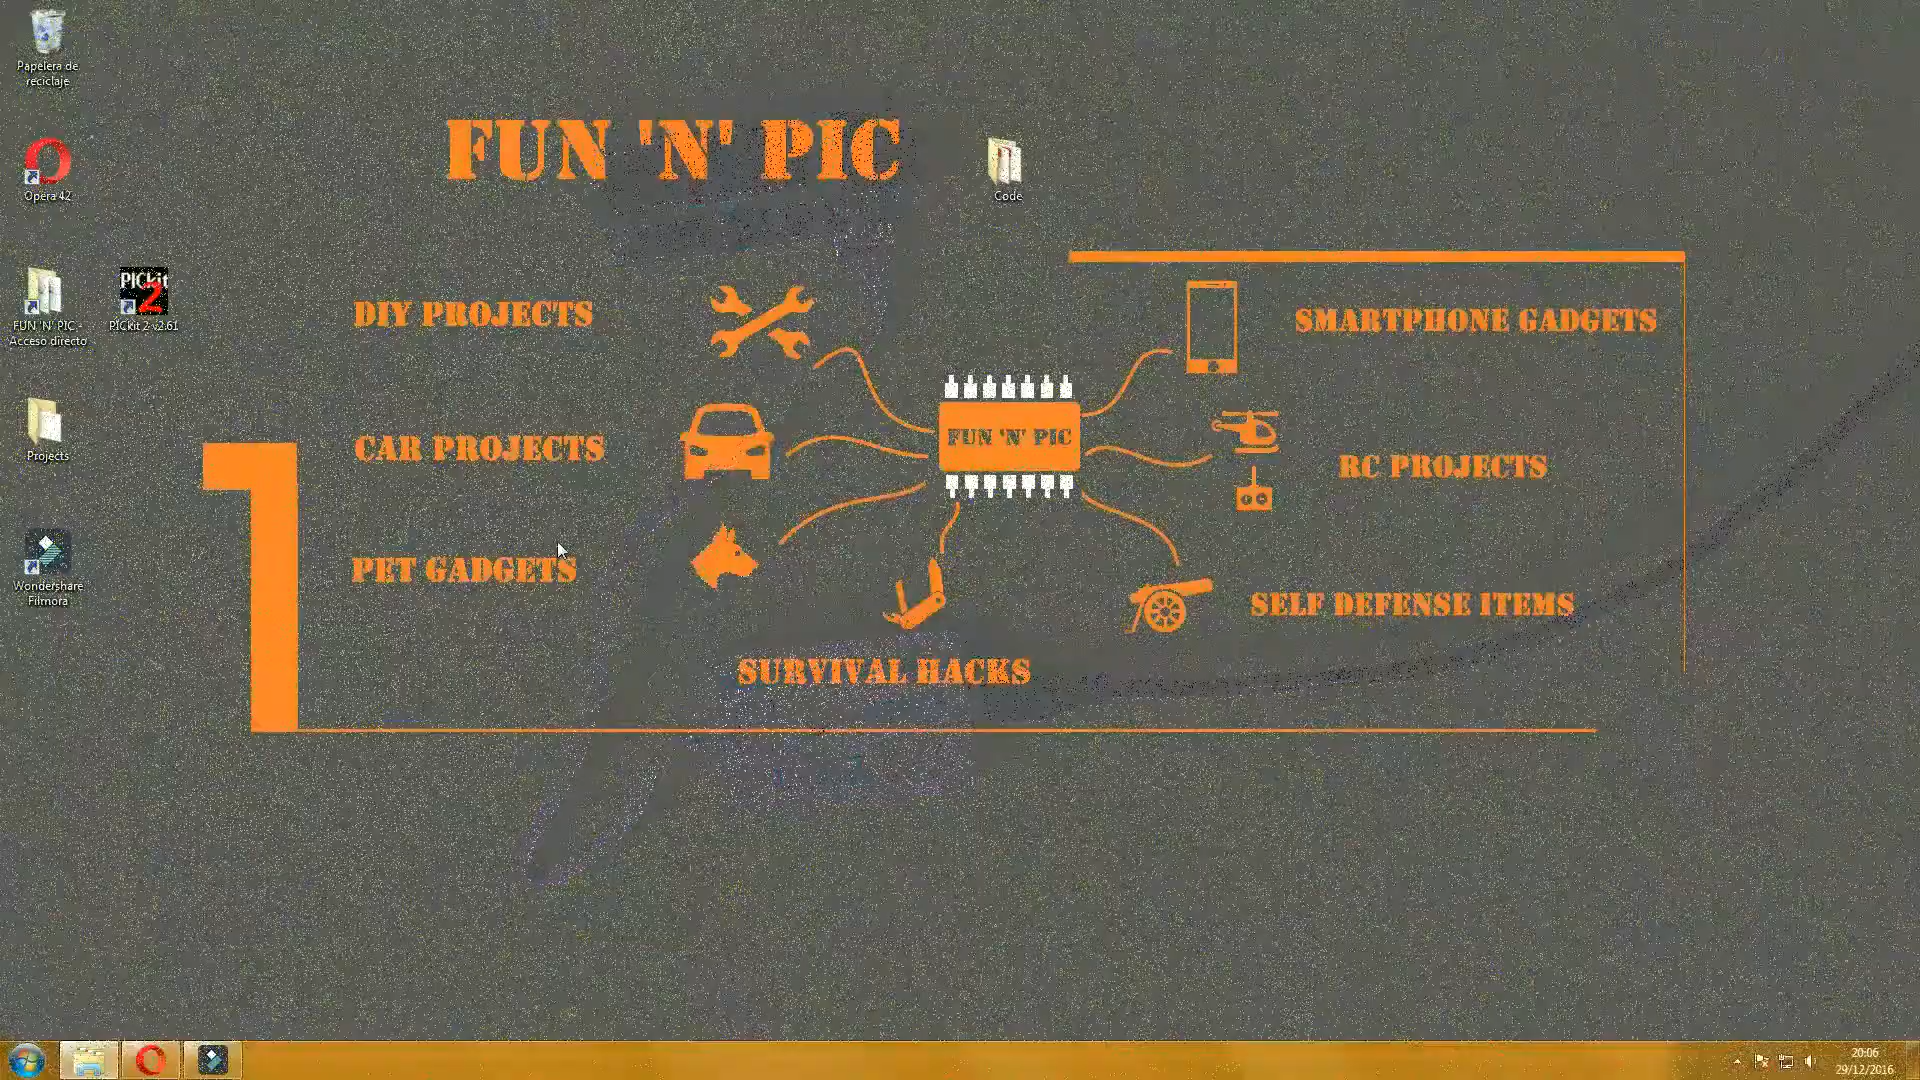 Papelera de
reciclaje
Opera 42
FUN 'N' PIC -
Acceso directo
PICkit
2
PICkit 2 v2.61
Projects
Wondershare
Filmora
Code
FUN 'N' PIC
DIY PROJECTS
CAR PROJECTS
PET GADGETS
SURVIVAL HACKS
FUN 'N' PIC
SMARTPHONE GADGETS
RC PROJECTS
SELF DEFENSE ITEMS
1
20:06
29/12/2016